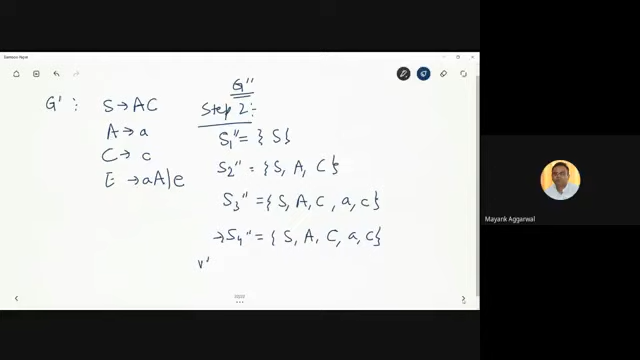 G' : S → AC
A → a
C → c
E → aA|e
G''
Step 2:-
S₁'' = { S}
S₂'' = {S, A, C}
S₃'' = {S, A, C, a, c}
→ S₄'' = { S, A, C, a, c}
V'
Mayank Aggarwal